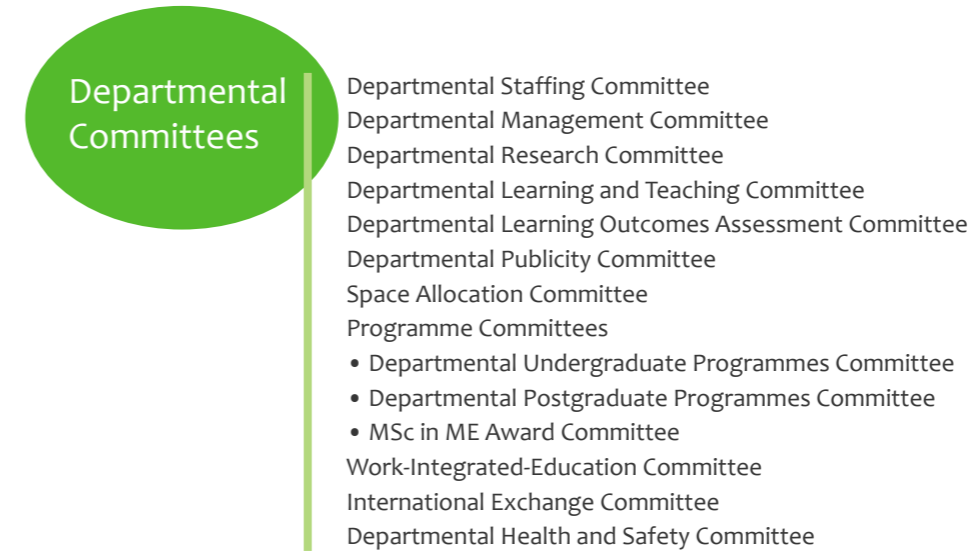 Departmental
Committees
Departmental Staffing Committee
Departmental Management Committee
Departmental Research Committee
Departmental Learning and Teaching Committee
Departmental Learning Outcomes Assessment Committee
Departmental Publicity Committee
Space Allocation Committee
Programme Committees
• Departmental Undergraduate Programmes Committee
• Departmental Postgraduate Programmes Committee
• MSc in ME Award Committee
Work-Integrated-Education Committee
International Exchange Committee
Departmental Health and Safety Committee